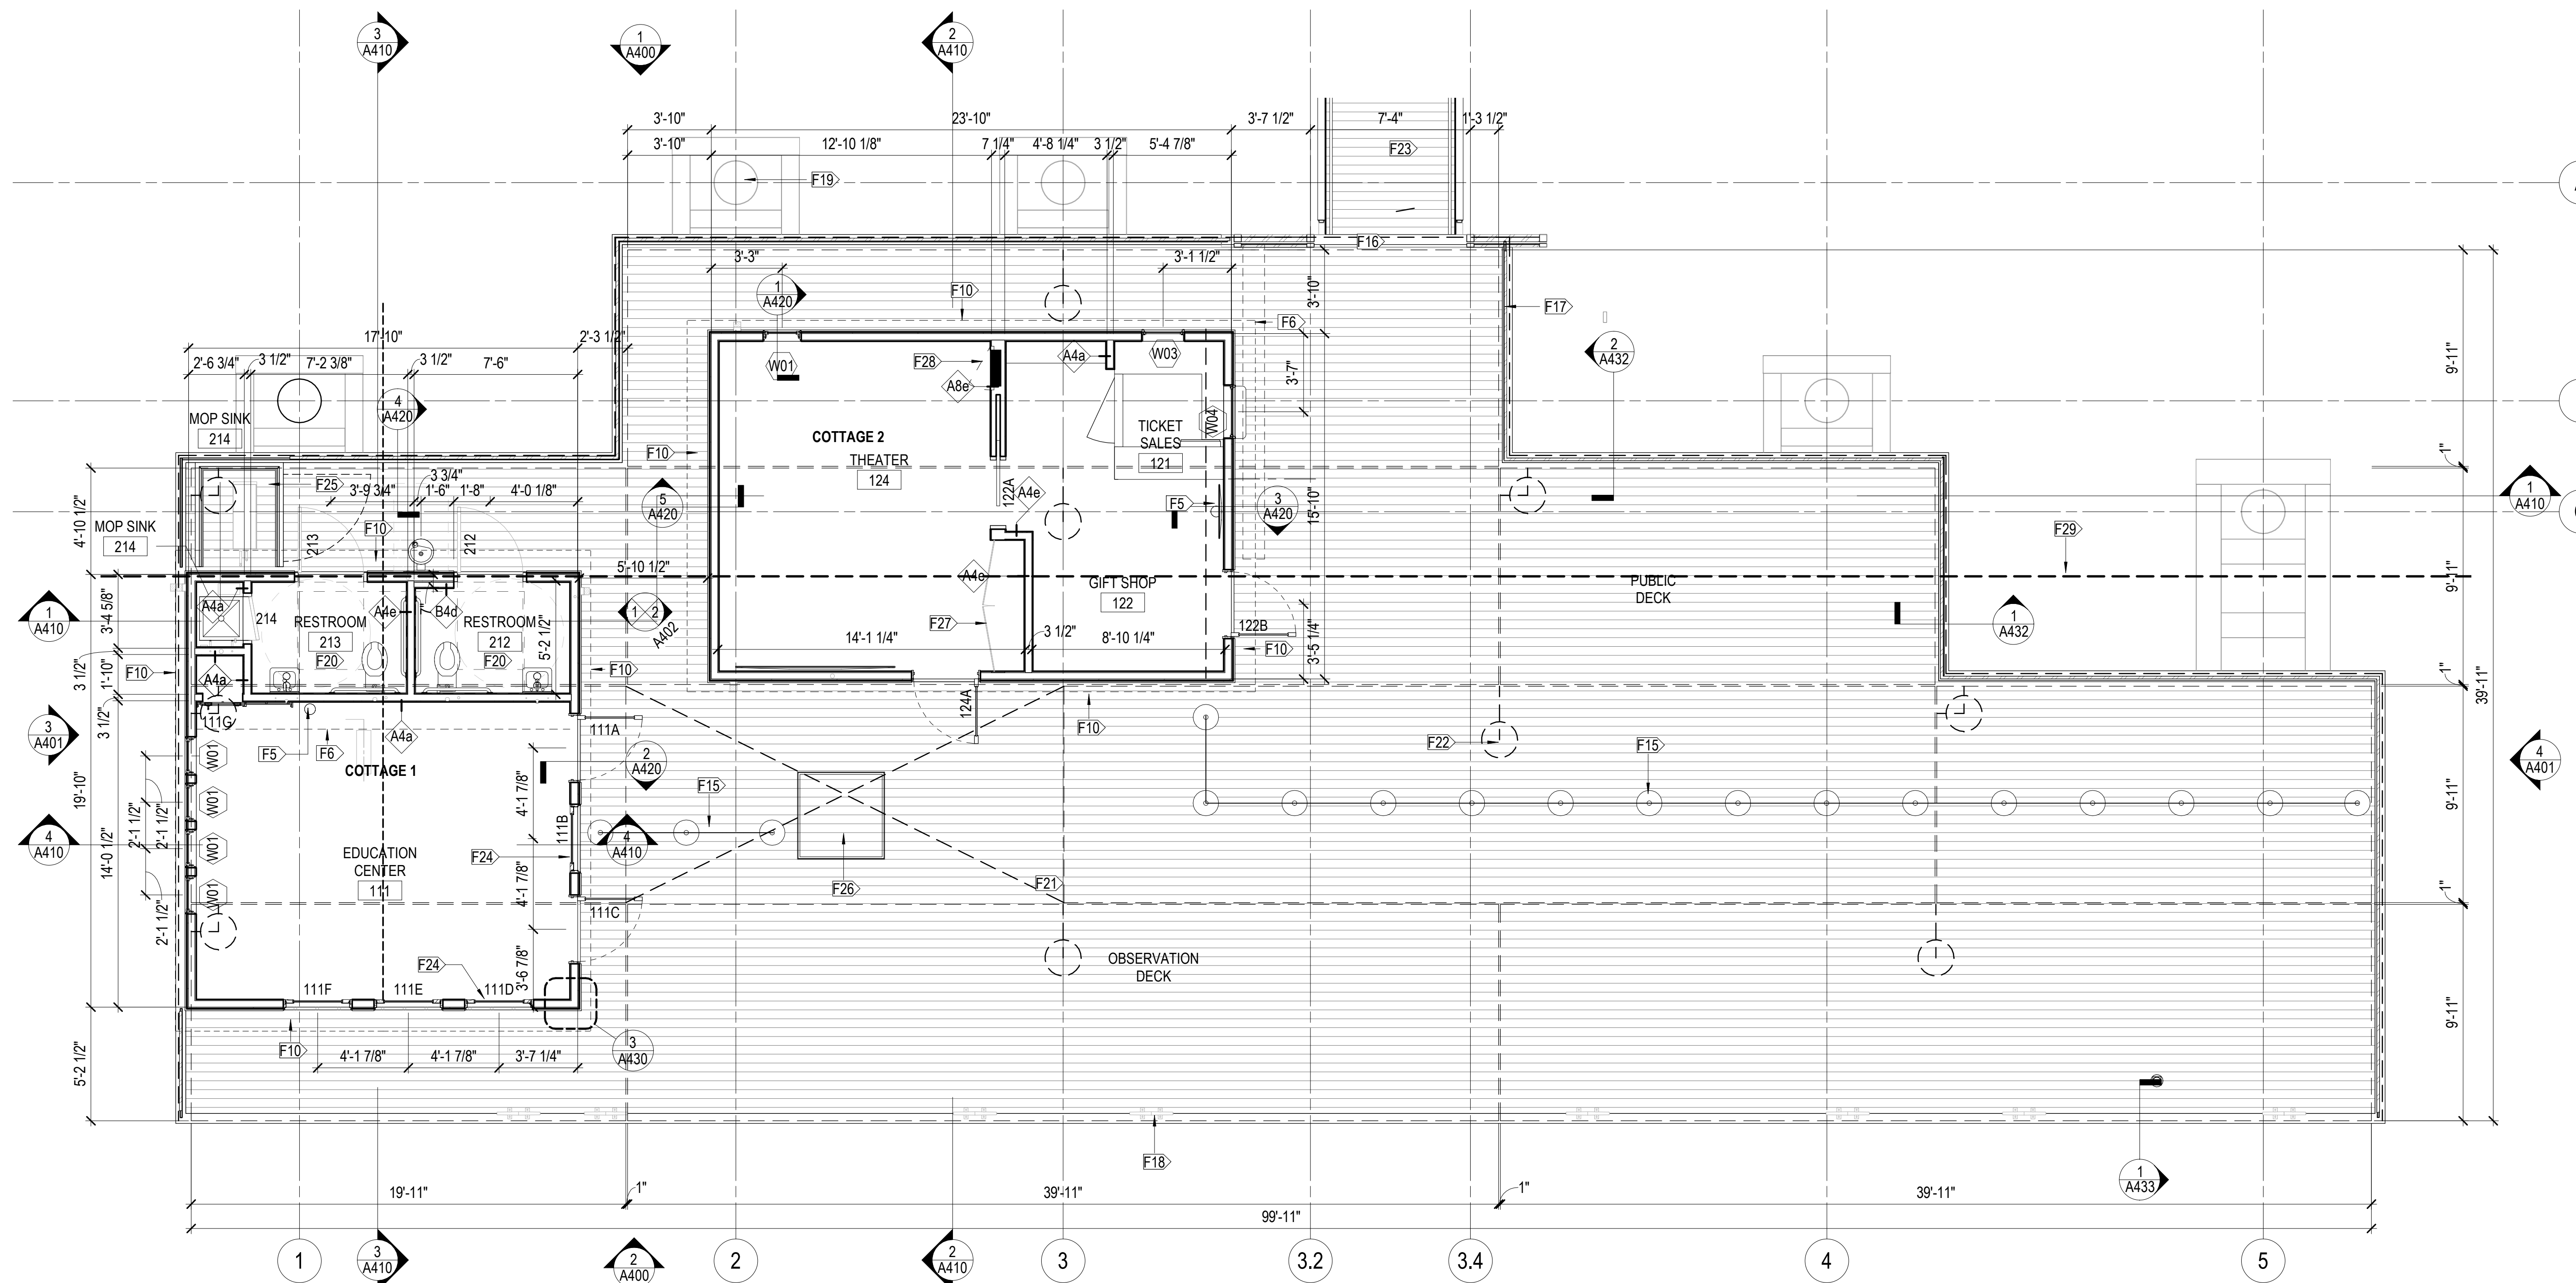 3
A410
1
A400
2
A410
3'-10"
23'-10"
3'-7 1/2"
7'-4"
1'-3 1/2"
3'-10"
12'-10 1/8"
7 1/4"
4'-8 1/4"
3 1/2"
5'-4 7/8"
F23
F19
F16
3'-3"
3'-1 1/2"
1
A420
F10
3'-10"
F17
F6
17'-10"
2'-3 1/2"
2'-6 3/4"
3 1/2"
7'-2 3/8"
3 1/2"
7'-6"
W01
F28
A8e
A4a
W03
3'-7"
2
A432
9'-11"
MOP SINK
214
4
A420
COTTAGE 2
THEATER
124
TICKET
SALES
121
W04
F10
1"
F25
3 3/4"
3'-9 3/4"
1'-6"
1'-8"
4'-0 1/8"
5
A420
122A
A4e
F5
3
A420
15'-10"
1
A410
MOP SINK
214
4'-10 1/2"
F10
213
212
F29
5'-10 1/2"
A4e
GIFT SHOP
122
PUBLIC
DECK
9'-11"
1
A410
3'-4 5/8"
A4a
214
RESTROOM
213
F20
A4e
7"
B4d
RESTROOM
212
F20
5'-2 1/2"
1
2
A402
F27
14'-1 1/4"
3 1/2"
8'-10 1/4"
122B
F10
3'-5 1/4"
1
A432
3 1/2"
1'-10"
F10
A4a
F10
1"
39'-11"
3
A401
3 1/2"
111G
F5
F6
A4a
111A
124A
F10
F22
F15
4
A401
W01
COTTAGE 1
2
A420
4'-1 7/8"
F15
19'-10"
2'-1 1/2"
2'-1 1/2"
W01
9'-11"
4
A410
14'-0 1/2"
W01
EDUCATION
CENTER
111
F24
111B
4
A410
F26
F21
1"
2'-1 1/2"
W01
4'-1 7/8"
111C
F24
3'-6 7/8"
OBSERVATION
DECK
111F
111E
111D
9'-11"
F10
4'-1 7/8"
4'-1 7/8"
3'-7 1/4"
3
A430
5'-2 1/2"
F18
1
A433
19'-11"
1"
39'-11"
1"
39'-11"
99'-11"
1
3
A410
2
A400
2
2
A410
3
3.2
3.4
4
5